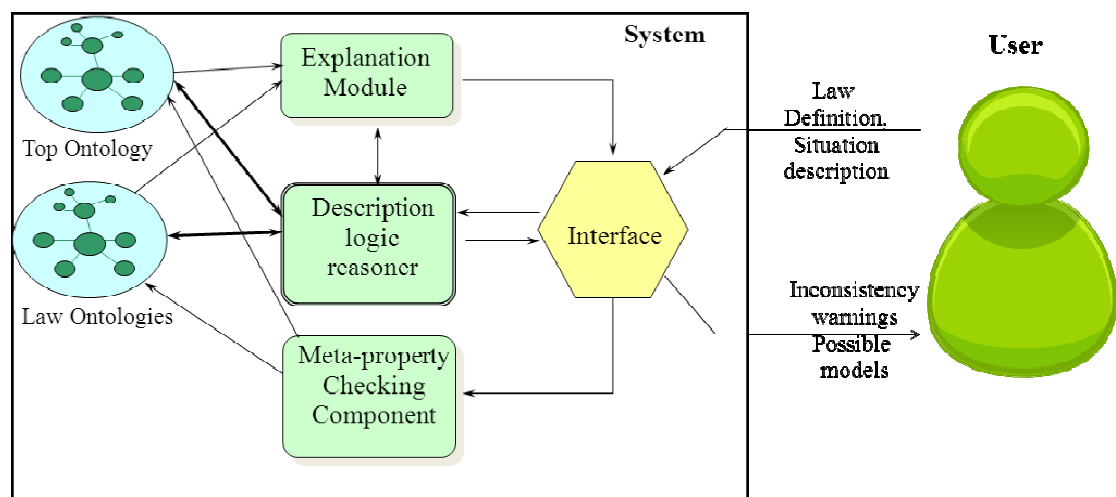 System
User
Explanation
Module
Top Ontology
Law
Definition,
Situation
description
Description
logic
reasoner
Interface
Law Ontologies
Inconsistency
warnings
Possible
models
Meta-property
Checking
Component